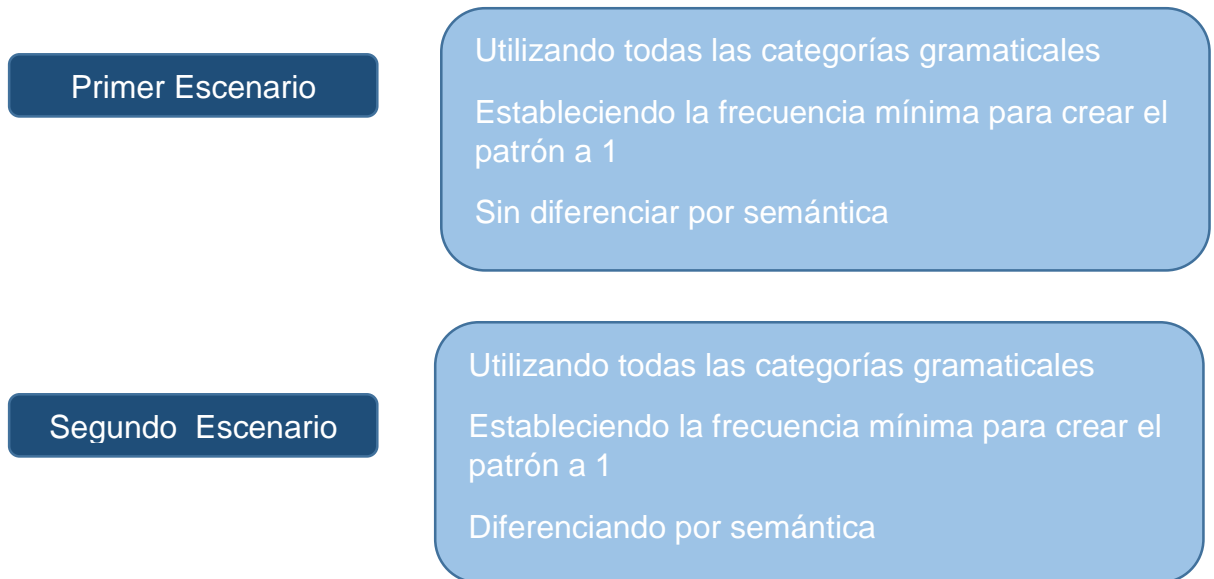 Primer Escenario
Utilizando todas las categorías gramaticales
Estableciendo la frecuencia mínima para crear el
patrón a 1
Sin diferenciar por semántica
Segundo Escenario
Utilizando todas las categorías gramaticales
Estableciendo la frecuencia mínima para crear el
patrón a 1
Diferenciando por semántica